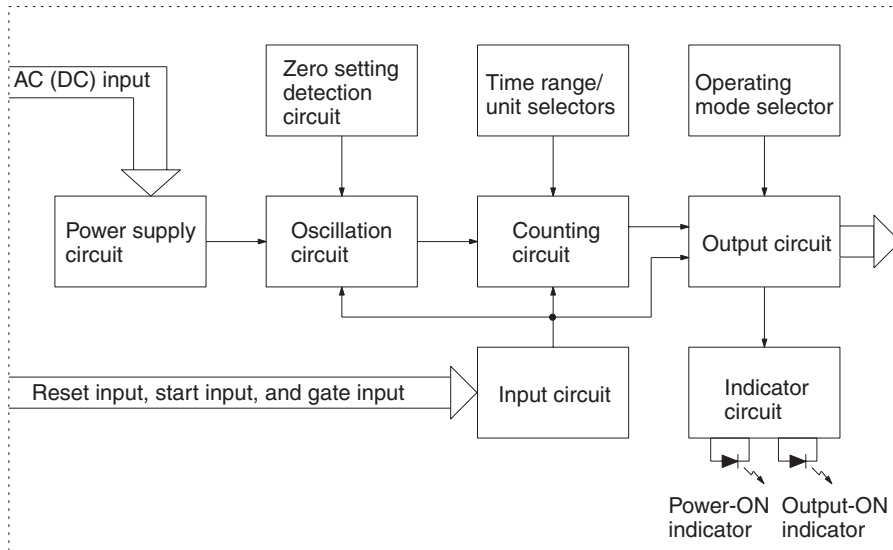 AC (DC) input
Zero setting
detection
circuit
Time range/
unit selectors
Operating
mode selector
Power supply
circuit
Oscillation
circuit
Counting
circuit
Output circuit
Reset input, start input, and gate input
Input circuit
Indicator
circuit
Power-ON
indicator
Output-ON
indicator